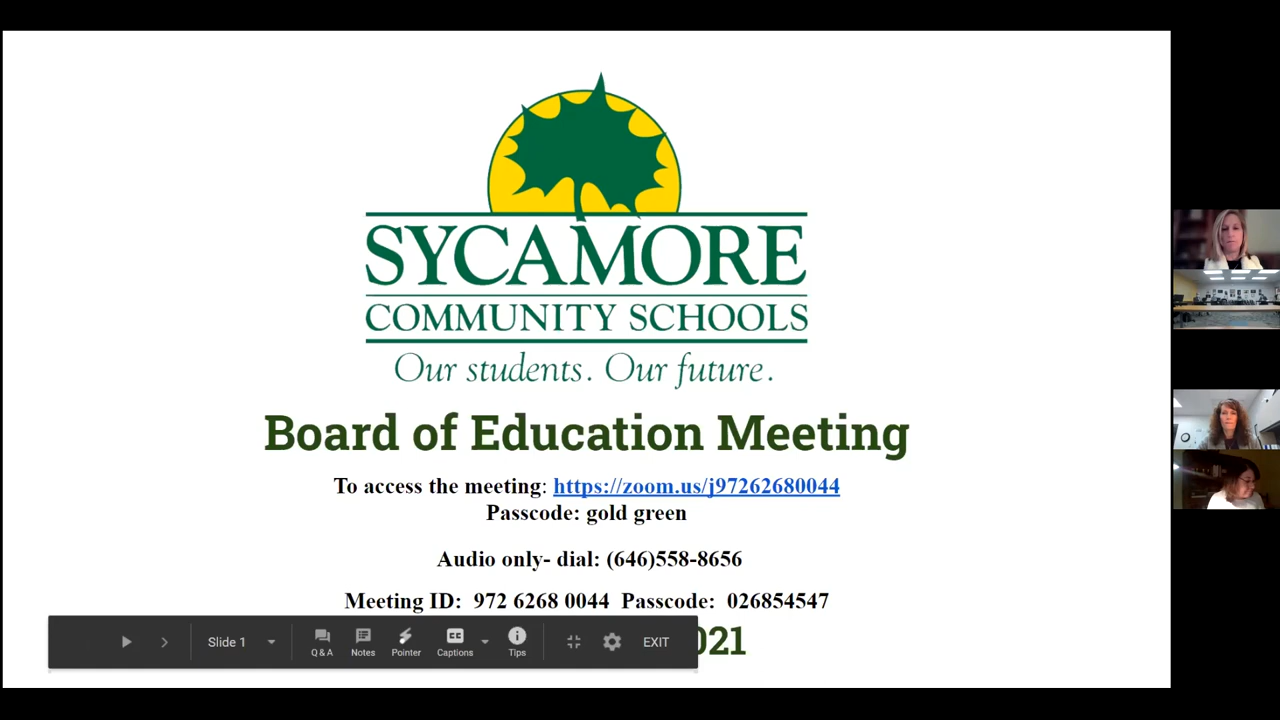 SYCAMORE
COMMUNITY SCHOOLS
Our students. Our future.
Board of Education Meeting
To access the meeting: https://zoom.us/j97262680044
Passcode: gold green
Audio only- dial: (646)558-8656
Meeting ID: 972 6268 0044 Passcode: 026854547
021
Slide 1
Q & A
Notes
Pointer
CC
Captions
Tips
EXIT